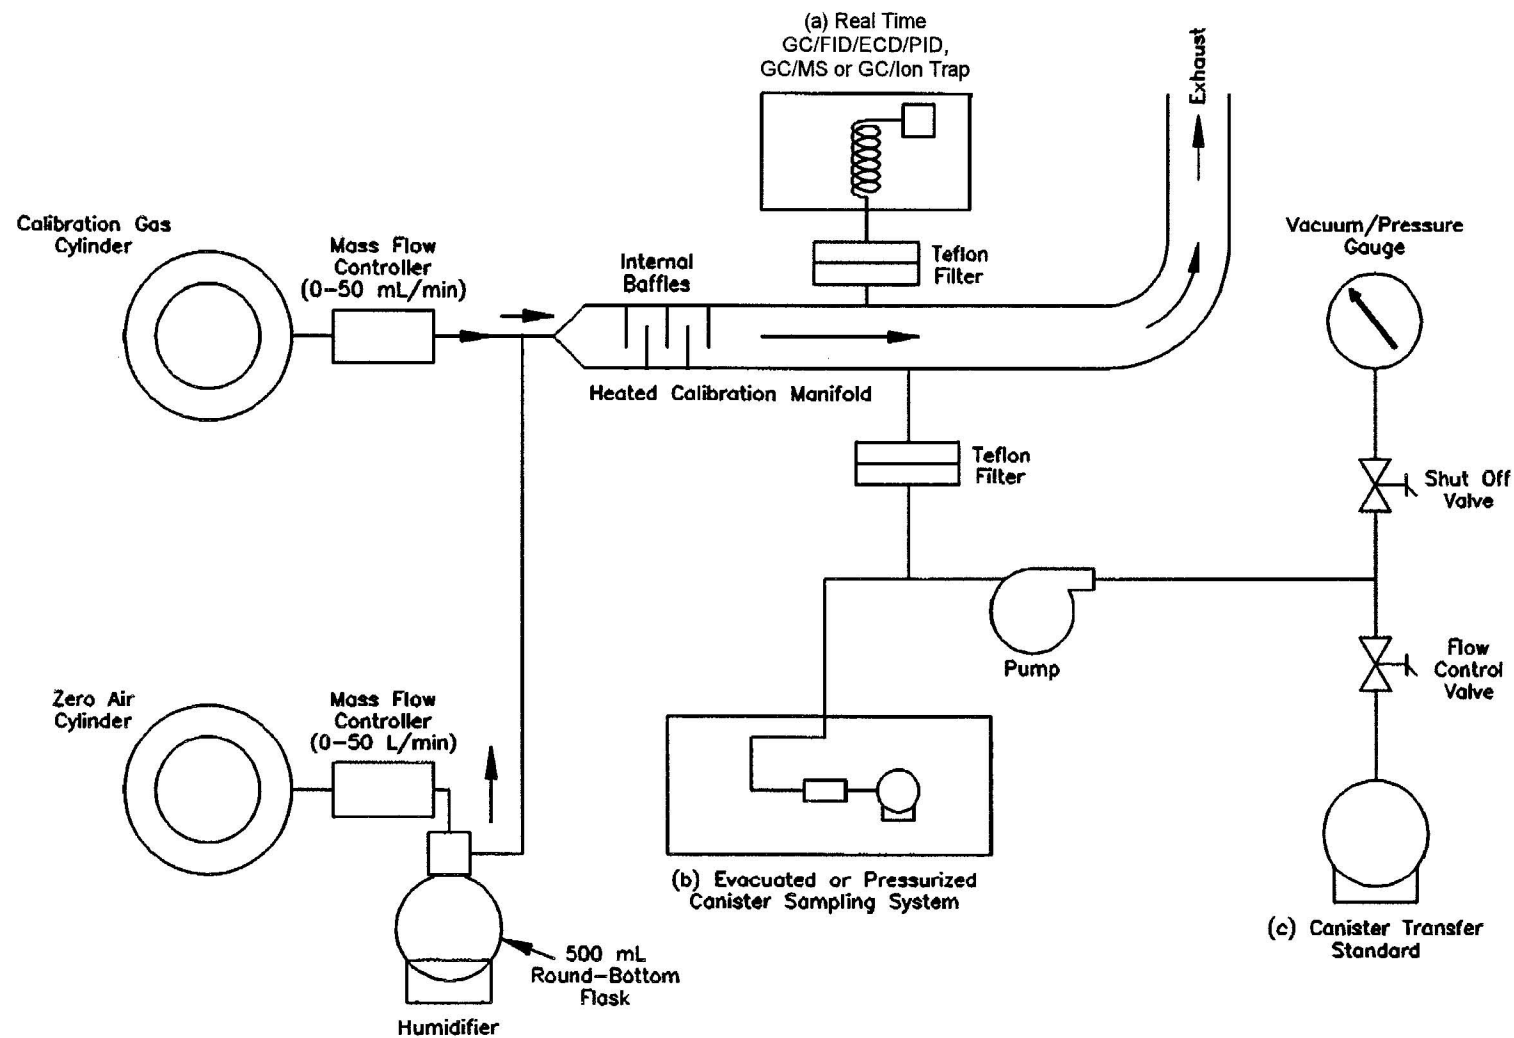 (a) Real Time
GC/FID/ECD/PID,
GC/MS or GC/Ion Trap
Exhaust
Calibration Gas
Cylinder
Mass Flow
Controller
(0-50 mL/min)
Internal
Baffles
Teflon
Filter
Vacuum/Pressure
Gauge
Heated Calibration Manifold
Teflon
Filter
Shut Off
Valve
Pump
Flow
Control
Valve
Zero Air
Cylinder
Mass Flow
Controller
(0-50 L/min)
(b) Evacuated or Pressurized
Canister Sampling System
(c) Canister Transfer
Standard
500 mL
Round-Bottom
Flask
Humidifier